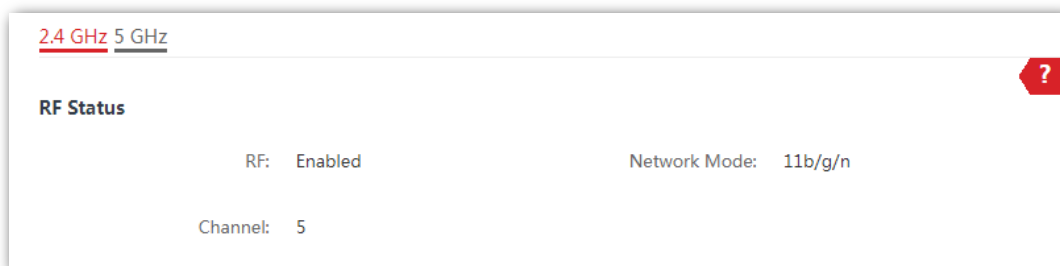 2.4 GHz 5 GHz
?
RF Status
RF: Enabled Network Mode: 11b/g/n
Channel: 5